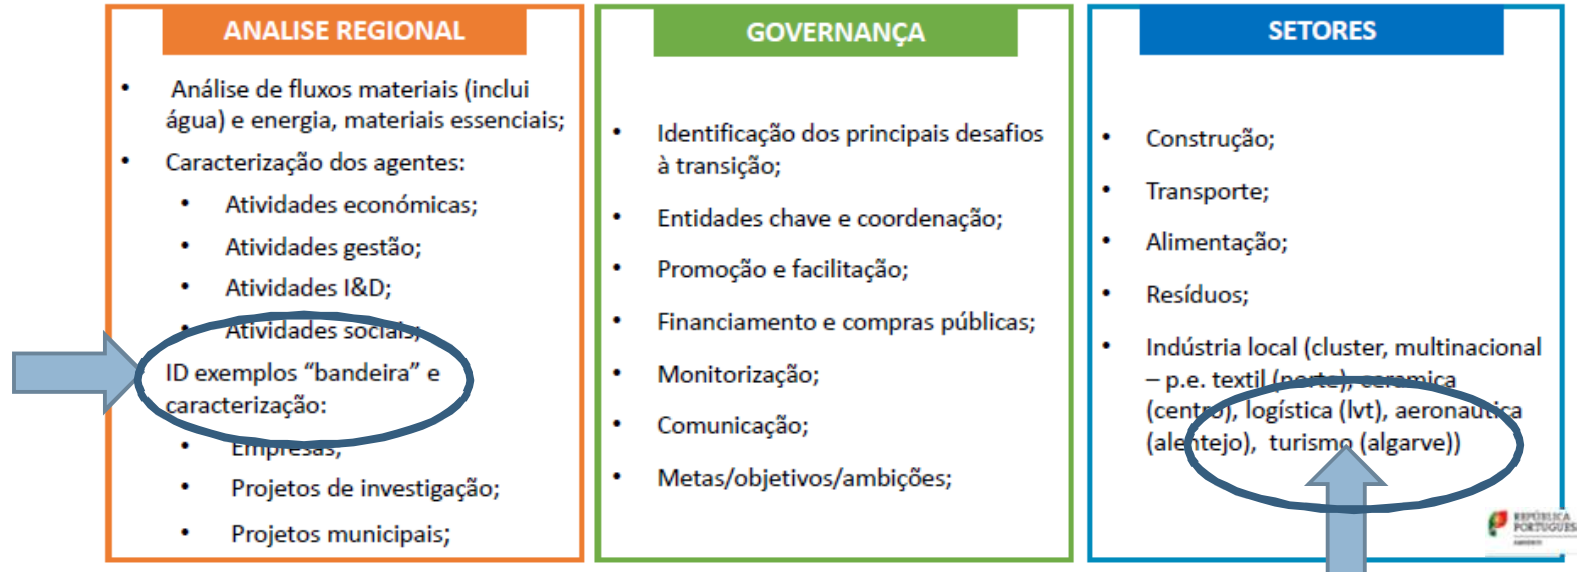 ANALISE REGIONAL
• Análise de fluxos materiais (inclui
água) e energia, materiais essenciais;
• Caracterização dos agentes:
• Atividades económicas;
• Atividades gestão;
• Atividades I&D;
• Atividades sociais;
ID exemplos “bandeira” e
caracterização:
• Empresas;
• Projetos de investigação;
• Projetos municipais;
GOVERNANÇA
• Identificação dos principais desafios
à transição;
• Entidades chave e coordenação;
• Promoção e facilitação;
• Financiamento e compras públicas;
• Monitorização;
• Comunicação;
• Metas/objetivos/ambições;
SETORES
• Construção;
• Transporte;
• Alimentação;
• Resíduos;
• Indústria local (cluster, multinacional
– p.e. textil (norte), ceramica
(centro), logística (lvt), aeronautica
(alentejo), turismo (algarve))
REPÚBLICA
PORTUGUESA